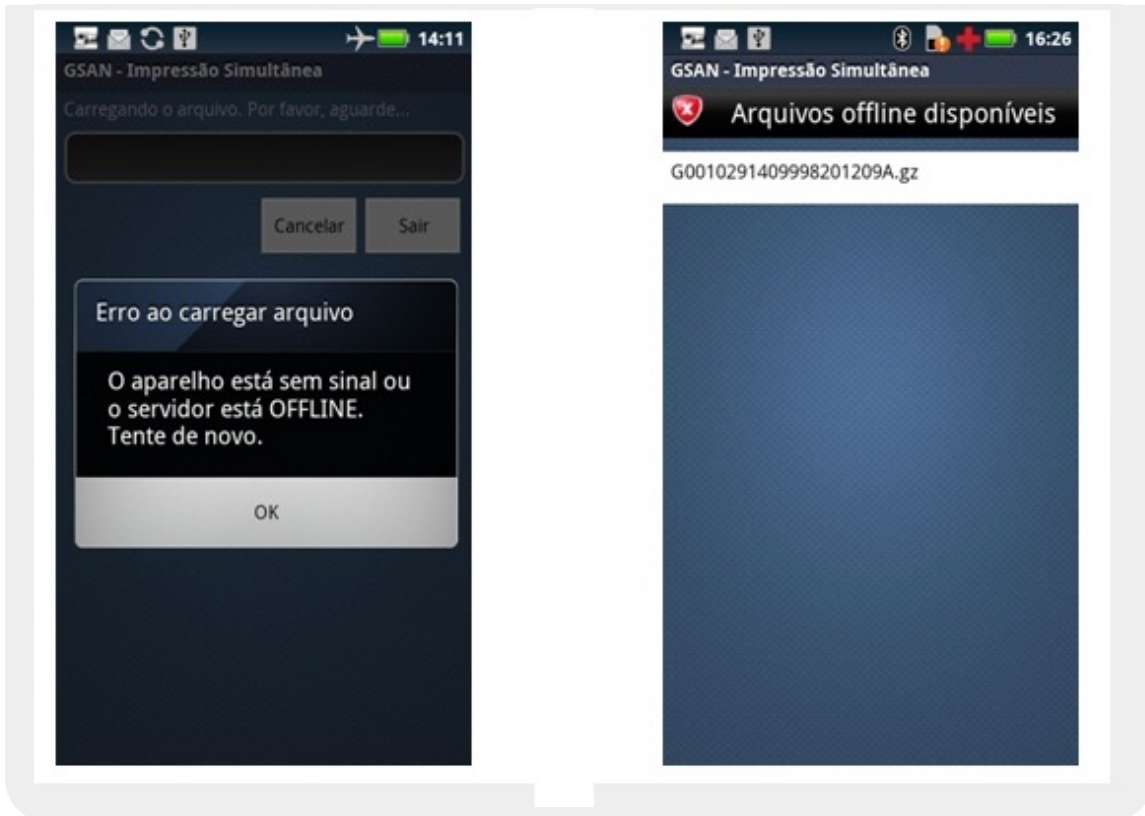 14:11
GSAN - Impressão Simultânea
Carregando o arquivo. Por favor, aguarde...
Cancelar
Sair
Erro ao carregar arquivo
O aparelho está sem sinal ou
o servidor está OFFLINE.
Tente de novo.
OK
16:26
GSAN - Impressão Simultânea
Arquivos offline disponíveis
G0010291409998201209A.gz